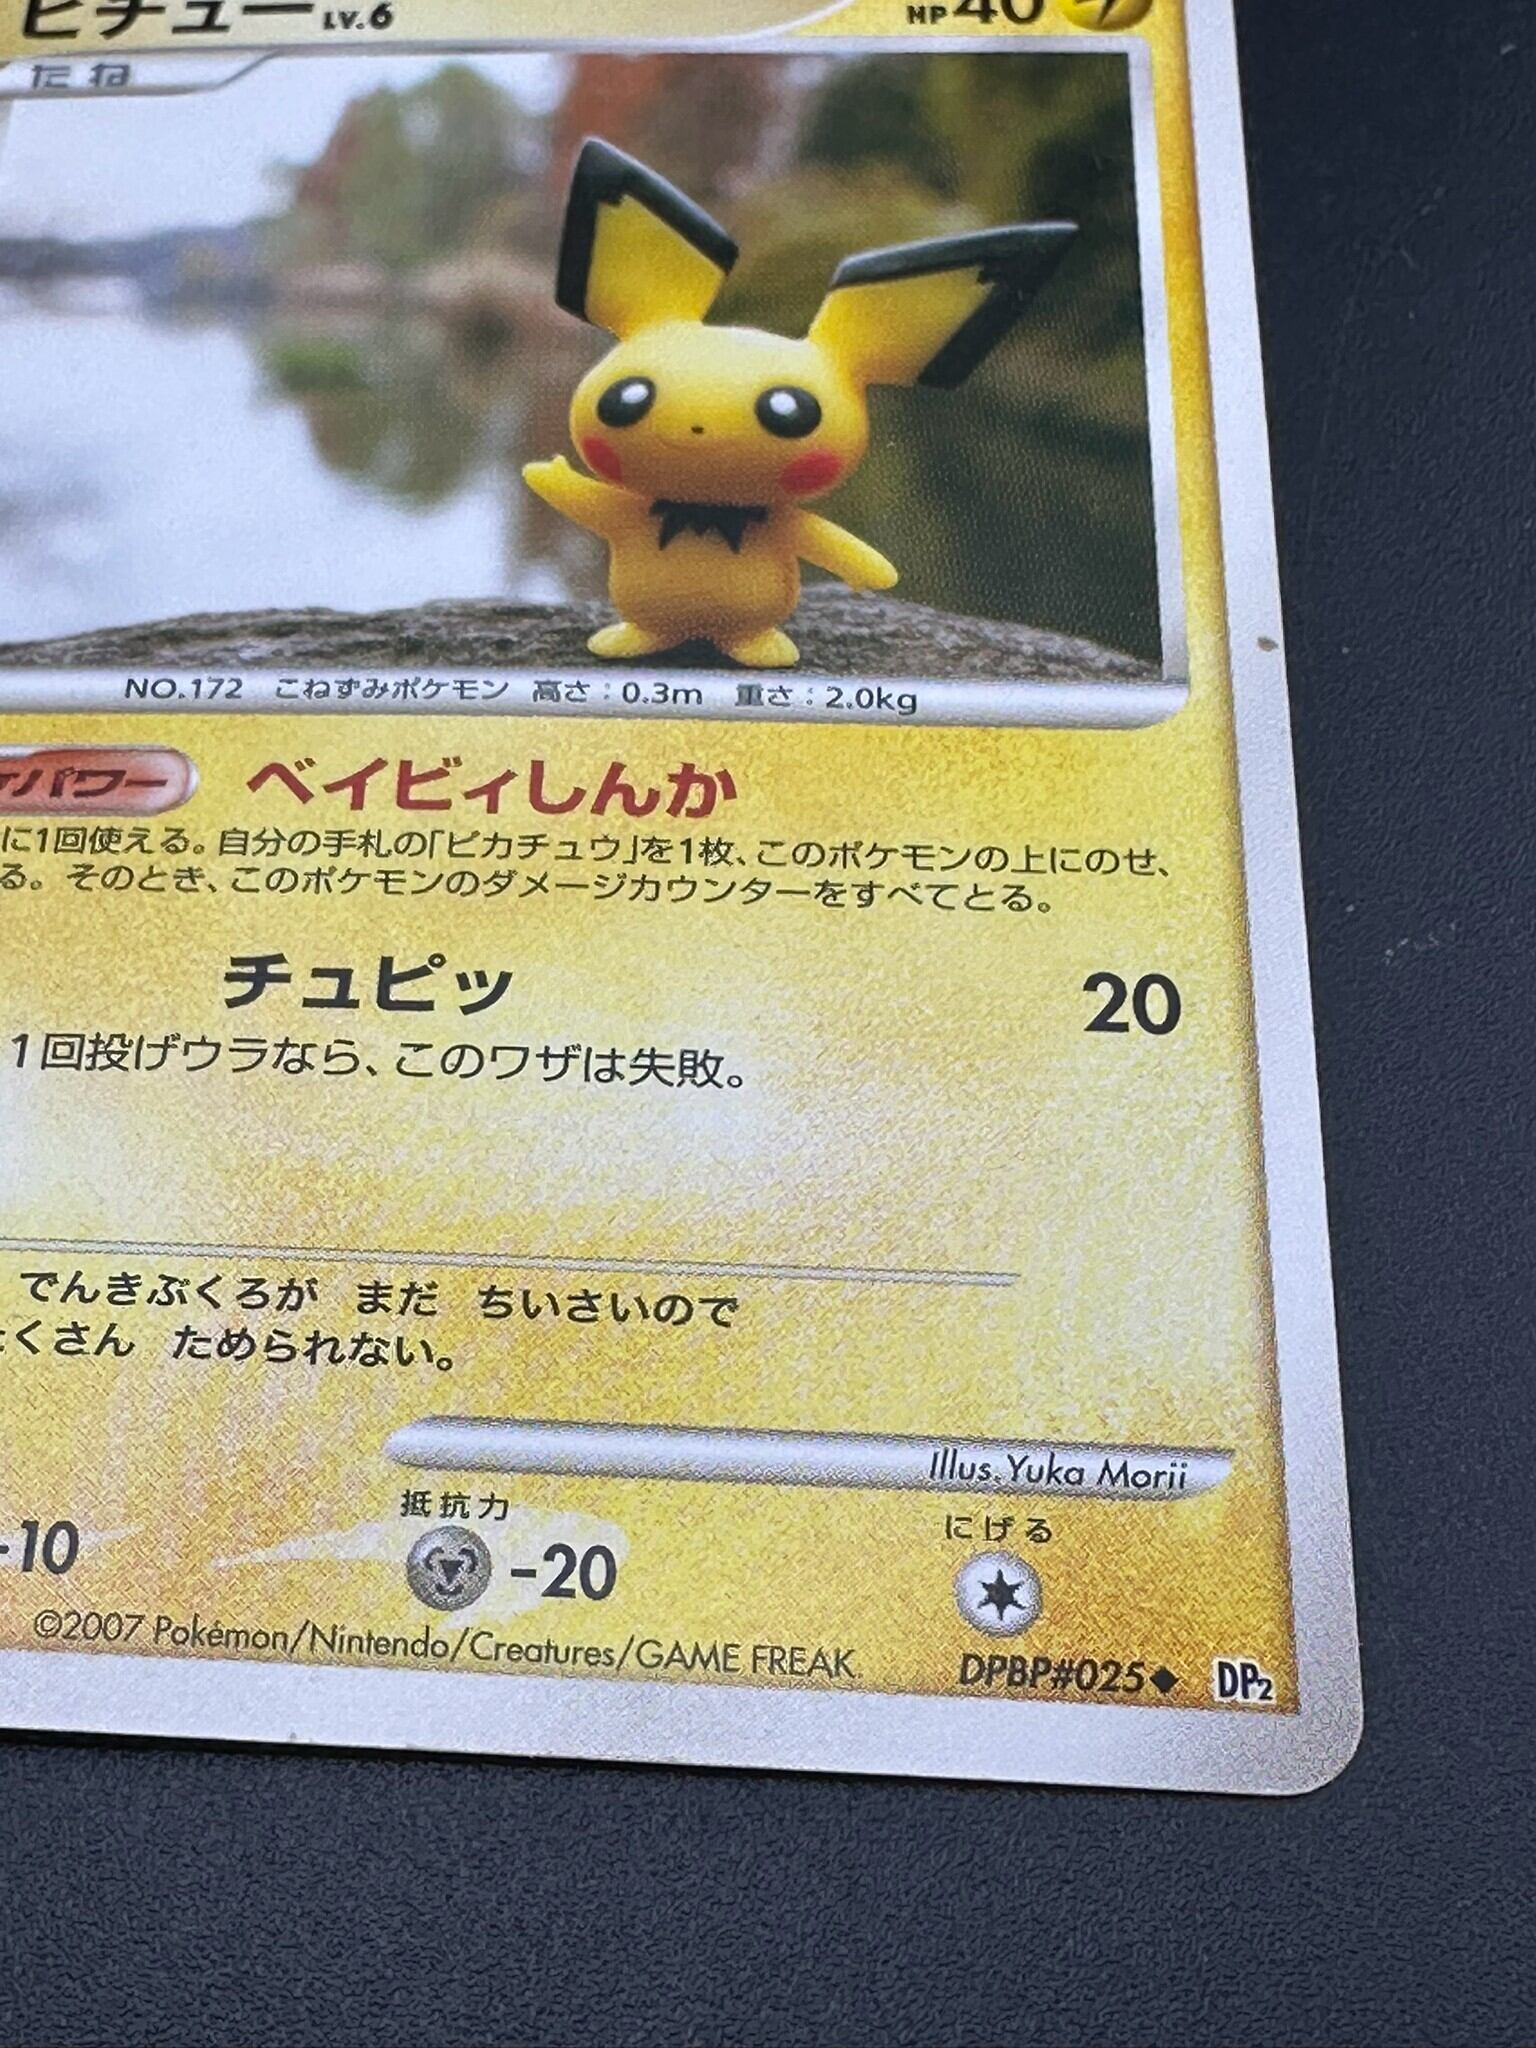 ピチュー LV.6 HP 40
たね
NO.172 こねずみポケモン 高さ：0.3m 重さ：2.0kg
パワー ベイビィしんか
に1回使える。自分の手札の「ピカチュウ」を1枚、このポケモンの上にのせ、
る。そのとき、このポケモンのダメージカウンターをすべてとる。
チュピッ 20
1回投げウラなら、このワザは失敗。
でんきぶくろが まだ ちいさいので
たくさん ためられない。
Illus. Yuka Morii
抵抗力 にげる
-10 -20
©2007 Pokémon/Nintendo/Creatures/GAME FREAK.
DPBP#025◆ DP2